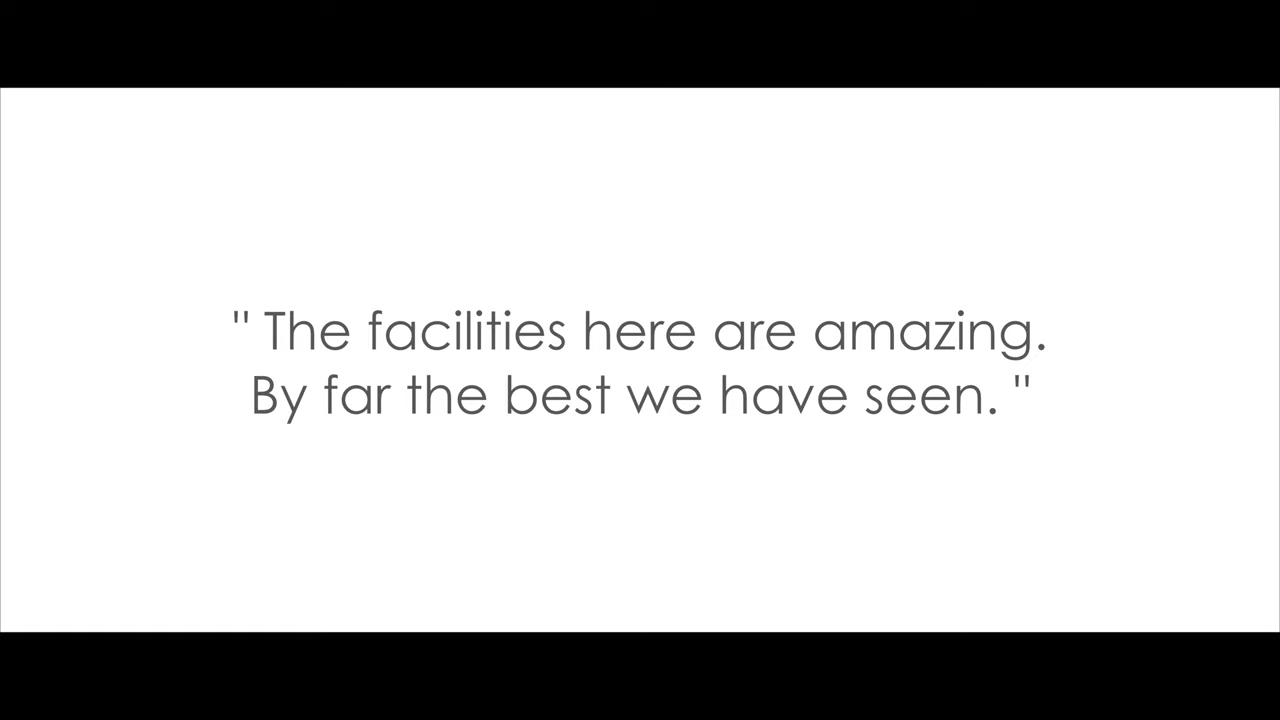 " The facilities here are amazing.
By far the best we have seen. "